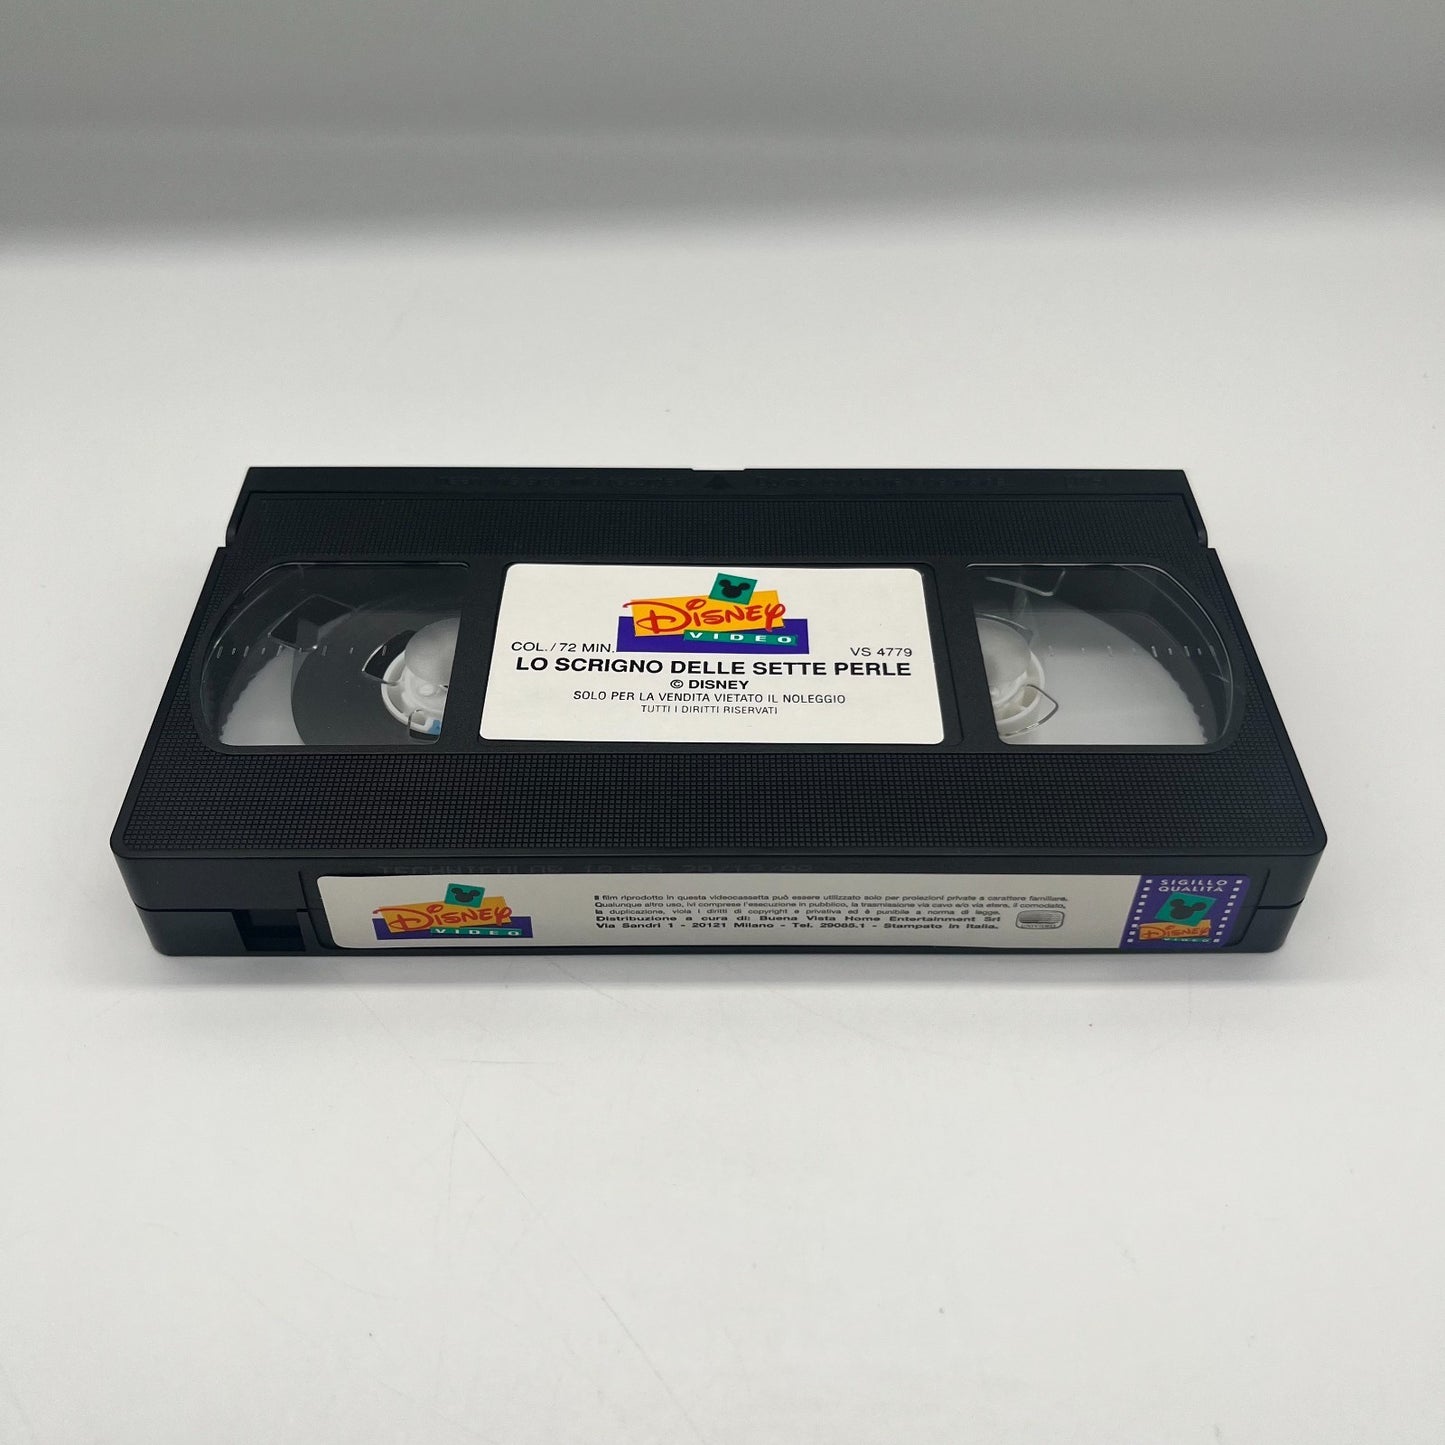 DISNEY
VIDEO
COL./72 MIN.
VS 4779
LO SCRIGNO DELLE SETTE PERLE
© DISNEY
SOLO PER LA VENDITA VIETATO IL NOLEGGIO
TUTTI I DIRITTI RISERVATI
TECHNICOLOR
DISNEY
VIDEO
Il film riprodotto in questa videocassetta può essere utilizzato solo per proiezioni private a carattere familiare.
Qualunque altro uso, ivi comprese l'esecuzione in pubblico, la trasmissione via cavo e/o via etere, il comodato,
la duplicazione, viola i diritti di copyright e privativa ed è punibile a norma di legge.
Distribuzione a cura di: Buena Vista Home Entertainment Srl
Via Sandri 1 - 20121 Milano - Tel. 29085.1 - Stampato in Italia.
SIGILLO
QUALITÀ
DISNEY
VIDEO